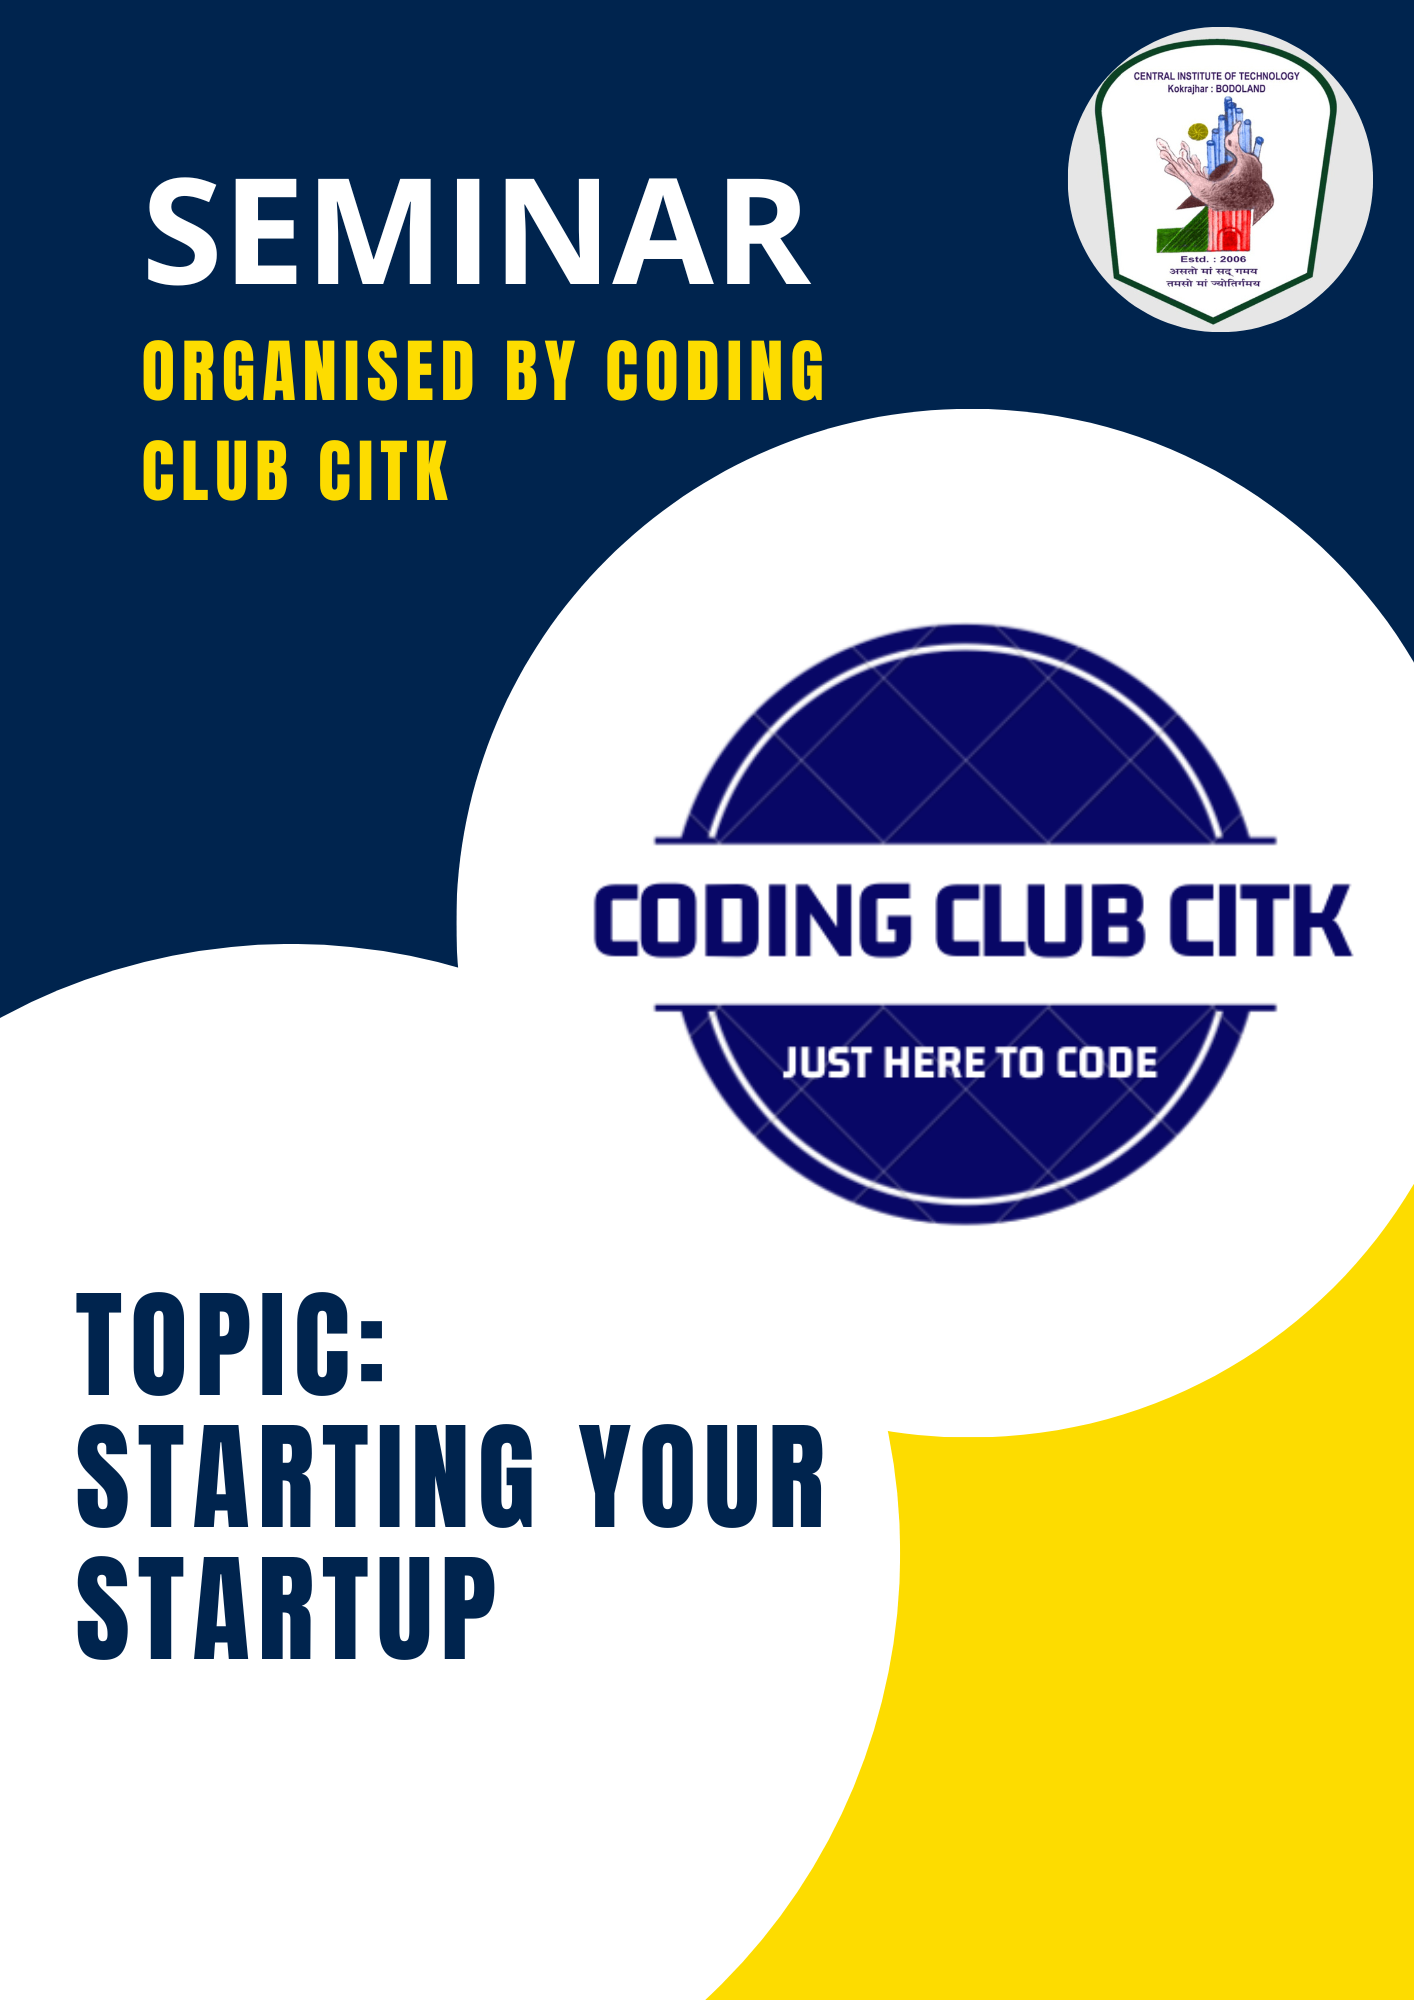 CENTRAL INSTITUTE OF TECHNOLOGY
Kokrajhar : BODOLAND
Estd. : 2006
असतो मां सद् गमय
तमसो मां ज्योतिर्गमय
SEMINAR
ORGANISED BY CODING
CLUB CITK
CODING CLUB CITK
JUST HERE TO CODE
TOPIC:
STARTING YOUR
STARTUP